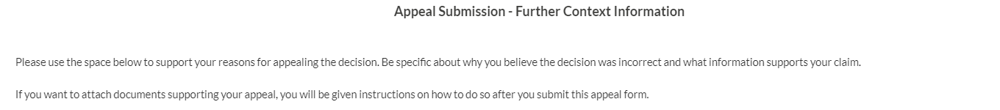 Appeal Submission - Further Context Information
Please use the space below to support your reasons for appealing the decision. Be specific about why you believe the decision was incorrect and what information supports your claim.
If you want to attach documents supporting your appeal, you will be given instructions on how to do so after you submit this appeal form.